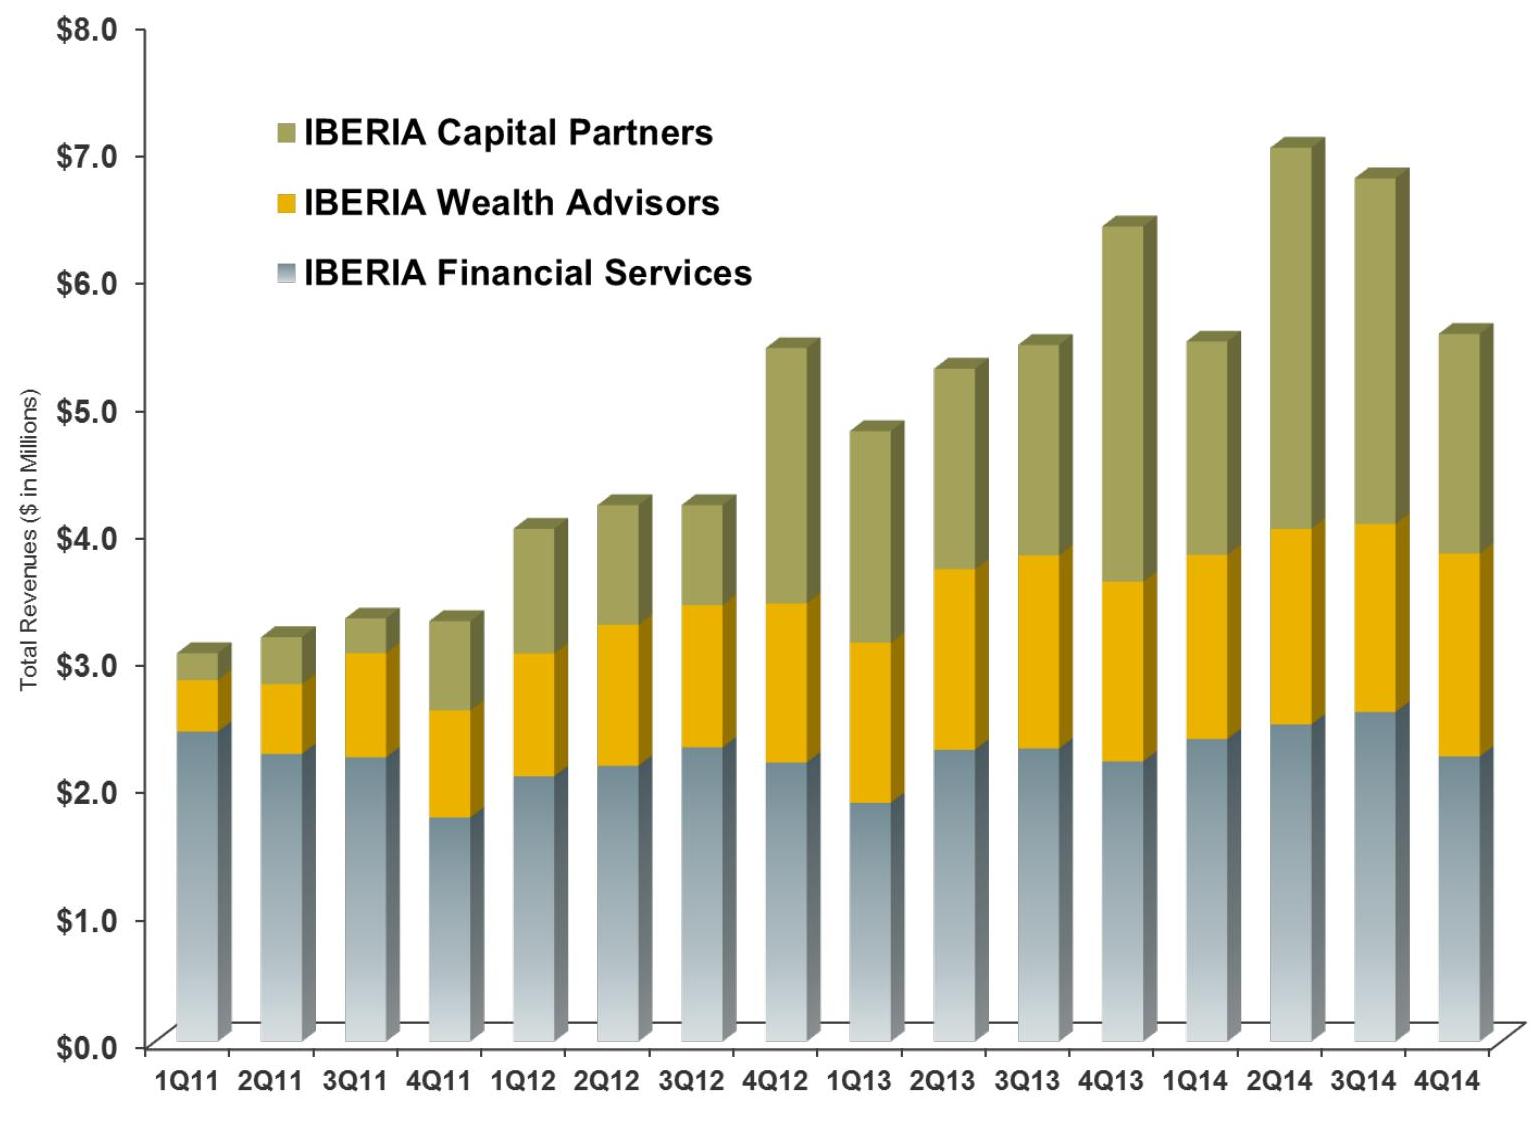 $8.0
$7.0
$6.0
$5.0
$4.0
$3.0
$2.0
$1.0
$0.0
Total Revenues ($ in Millions)
IBERIA Capital Partners
IBERIA Wealth Advisors
IBERIA Financial Services
1Q11 2Q11 3Q11 4Q11 1Q12 2Q12 3Q12 4Q12 1Q13 2Q13 3Q13 4Q13 1Q14 2Q14 3Q14 4Q14